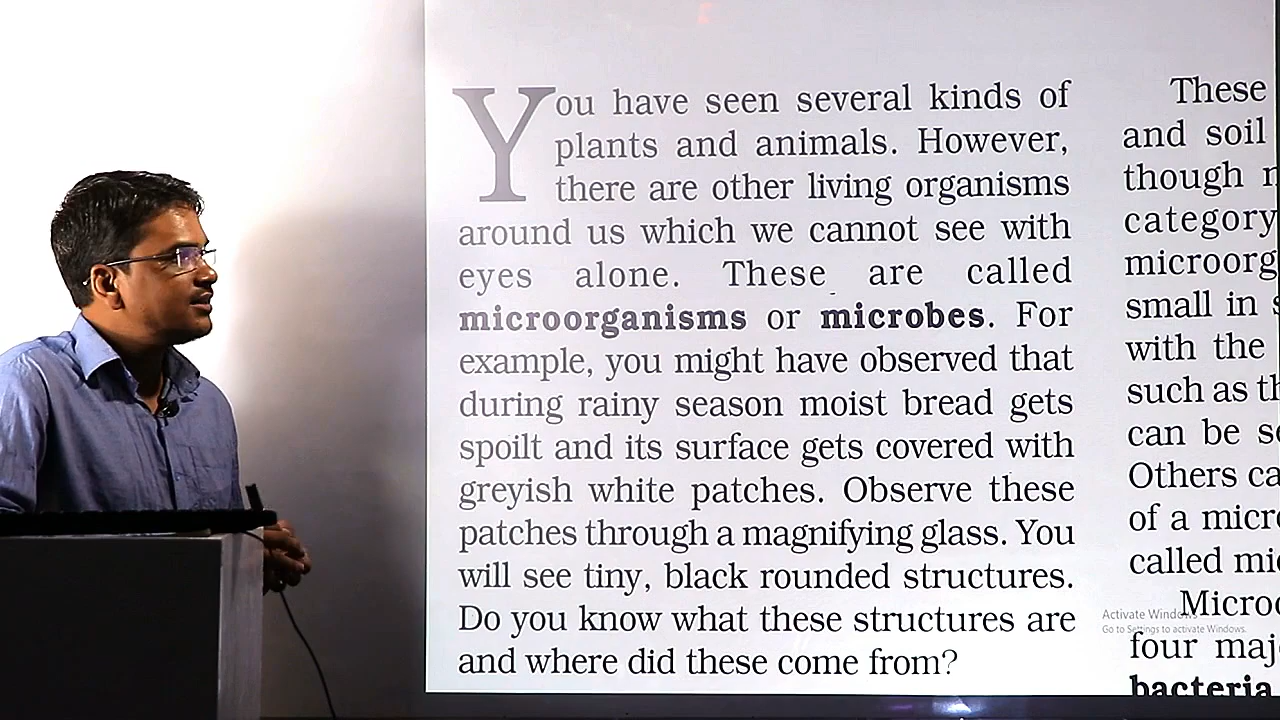 You have seen several kinds of
plants and animals. However,
there are other living organisms
around us which we cannot see with
eyes alone. These are called
microorganisms or microbes. For
example, you might have observed that
during rainy season moist bread gets
spoilt and its surface gets covered with
greyish white patches. Observe these
patches through a magnifying glass. You
will see tiny, black rounded structures.
Do you know what these structures are
and where did these come from?
These
and soil
though
category
microorg
small in
with the
such as
can be
Others ca
of a micr
called mi
Micro
four maj
bacteria
Activate Windows
Go to Settings to activate Windows.